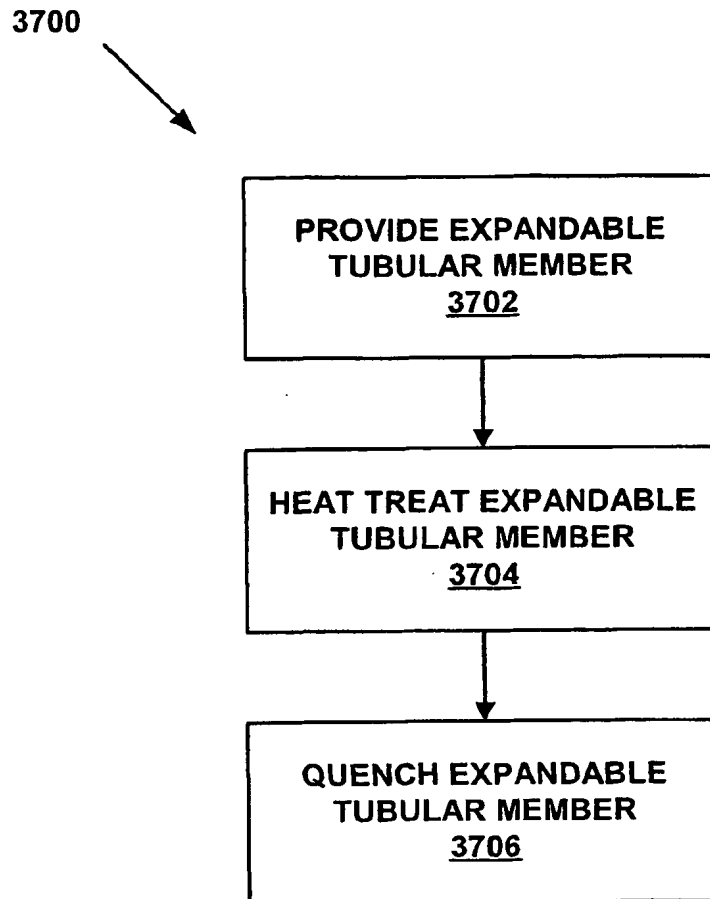 3700
PROVIDE EXPANDABLE
TUBULAR MEMBER
3702
HEAT TREAT EXPANDABLE
TUBULAR MEMBER
3704
QUENCH EXPANDABLE
TUBULAR MEMBER
3706